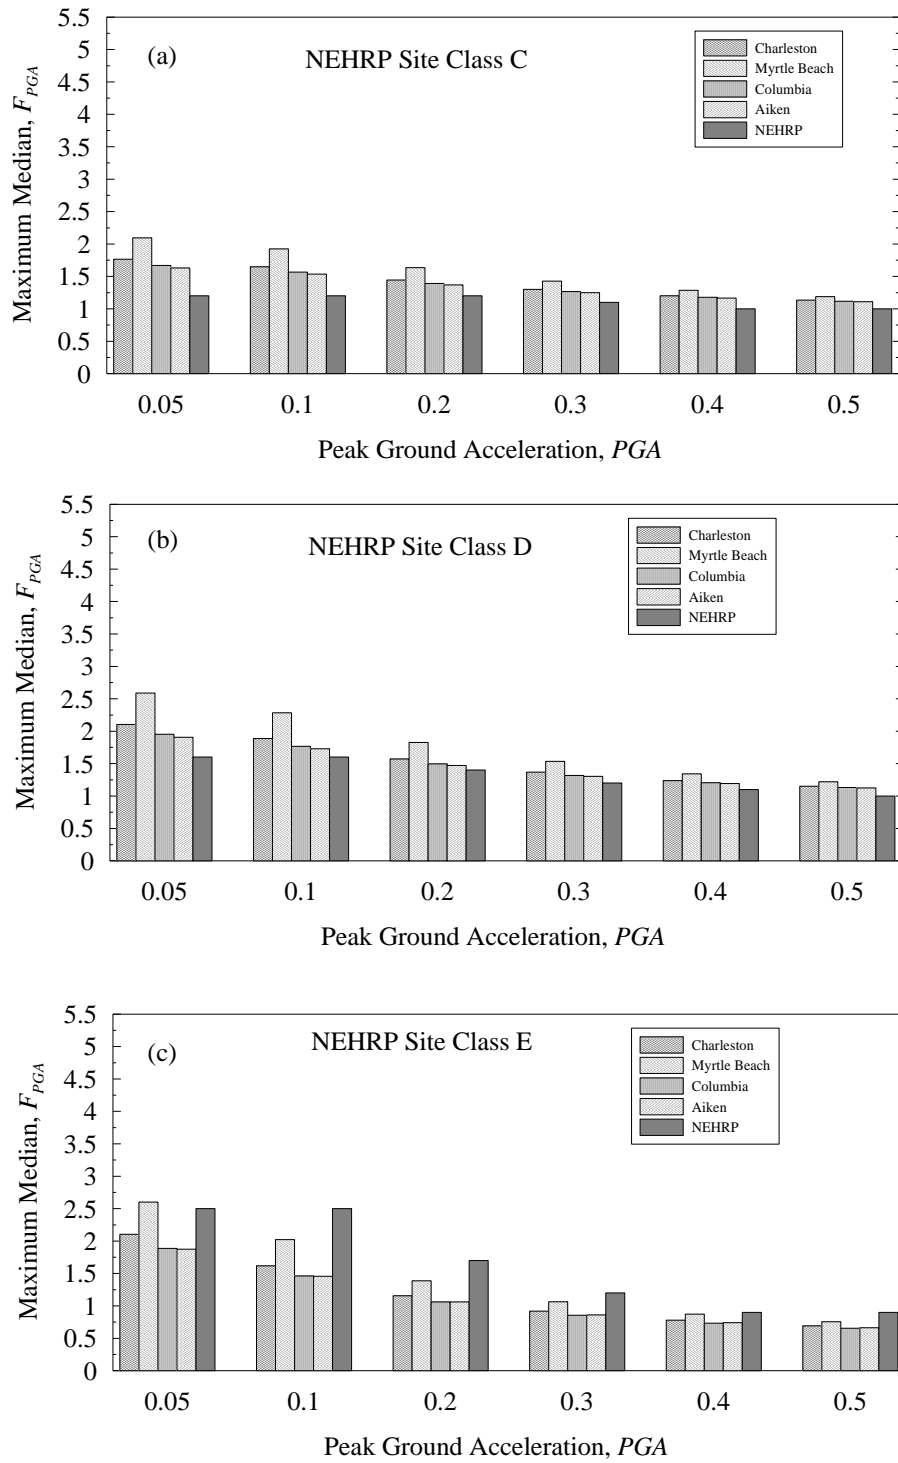 5.5
5
4.5
4
3.5
3
2.5
2
1.5
1
0.5
0
Maximum Median, F_PGA
(a)
NEHRP Site Class C
Charleston
Myrtle Beach
Columbia
Aiken
NEHRP
0.05 0.1 0.2 0.3 0.4 0.5
Peak Ground Acceleration, PGA
5.5
5
4.5
4
3.5
3
2.5
2
1.5
1
0.5
0
Maximum Median, F_PGA
(b)
NEHRP Site Class D
Charleston
Myrtle Beach
Columbia
Aiken
NEHRP
0.05 0.1 0.2 0.3 0.4 0.5
Peak Ground Acceleration, PGA
5.5
5
4.5
4
3.5
3
2.5
2
1.5
1
0.5
0
Maximum Median, F_PGA
(c)
NEHRP Site Class E
Charleston
Myrtle Beach
Columbia
Aiken
NEHRP
0.05 0.1 0.2 0.3 0.4 0.5
Peak Ground Acceleration, PGA